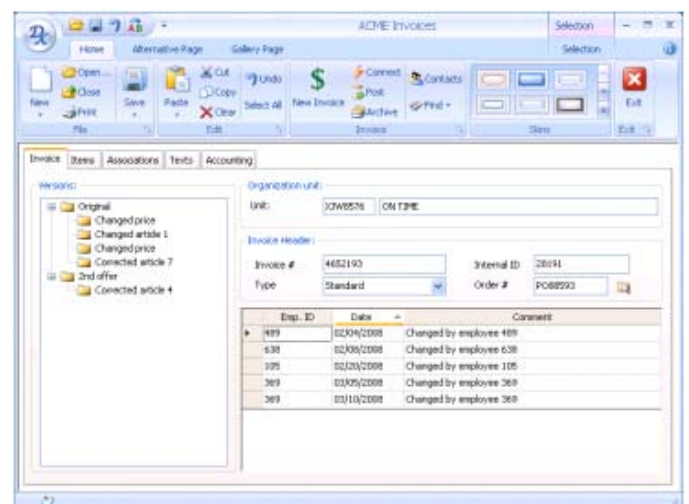 ACME Invoices
Selection
Home Alternative Page Gallery Page Selection
New
Open...
Close
Print
Save
Paste
Cut
Copy
Clear
Undo
Select All
New Invoice
Connect
Post
Archive
Contacts
Find
Exit
File Edit Invoice Skins Exit
Invoice Items Associations Texts Accounting
Versions:
Original
Changed price
Changed article 1
Changed price
Corrected article 7
2nd offer
Corrected article 4
Organization unit:
Unit: XJW8576 ON TIME
Invoice Header:
Invoice # 4652193 Internal ID 28191
Type Standard Order # PO88593
Emp. ID Date Comment
489 02/04/2008 Changed by employee 489
638 02/08/2008 Changed by employee 638
105 02/20/2008 Changed by employee 105
369 03/05/2008 Changed by employee 369
369 03/10/2008 Changed by employee 369